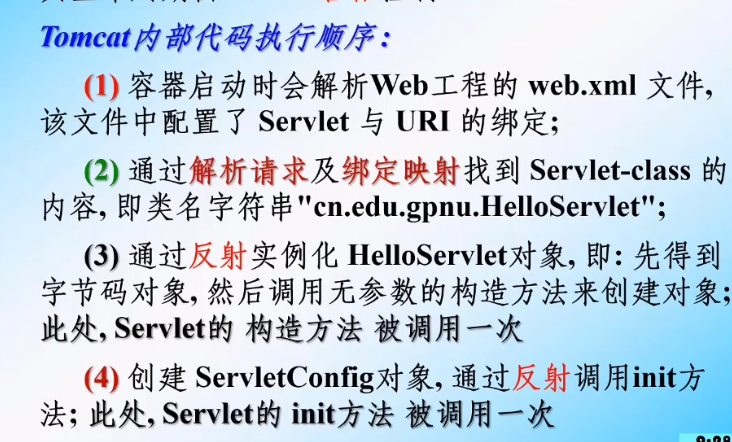 Tomcat内部代码执行顺序:
(1) 容器启动时会解析Web工程的 web.xml 文件,
该文件中配置了 Servlet 与 URI 的绑定;
(2) 通过解析请求及绑定映射找到 Servlet-class 的
内容, 即类名字符串"cn.edu.gpnu.HelloServlet";
(3) 通过反射实例化 HelloServlet对象, 即: 先得到
字节码对象, 然后调用无参数的构造方法来创建对象;
此处, Servlet的 构造方法 被调用一次
(4) 创建 ServletConfig对象, 通过反射调用init方
法; 此处, Servlet的 init方法 被调用一次